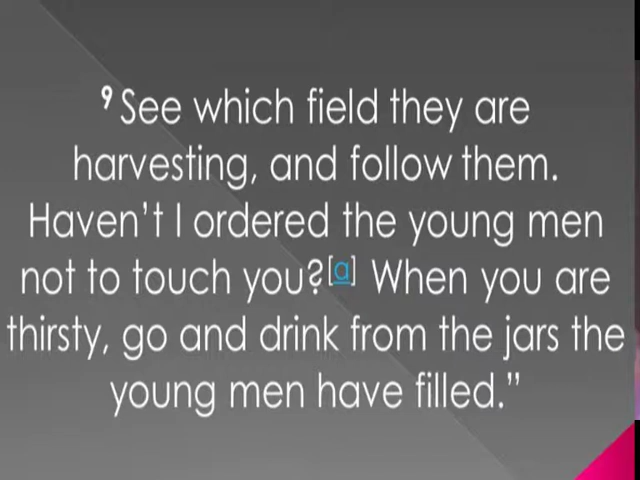 9 See which field they are
harvesting, and follow them.
Haven’t I ordered the young men
not to touch you?[a] When you are
thirsty, go and drink from the jars the
young men have filled.”